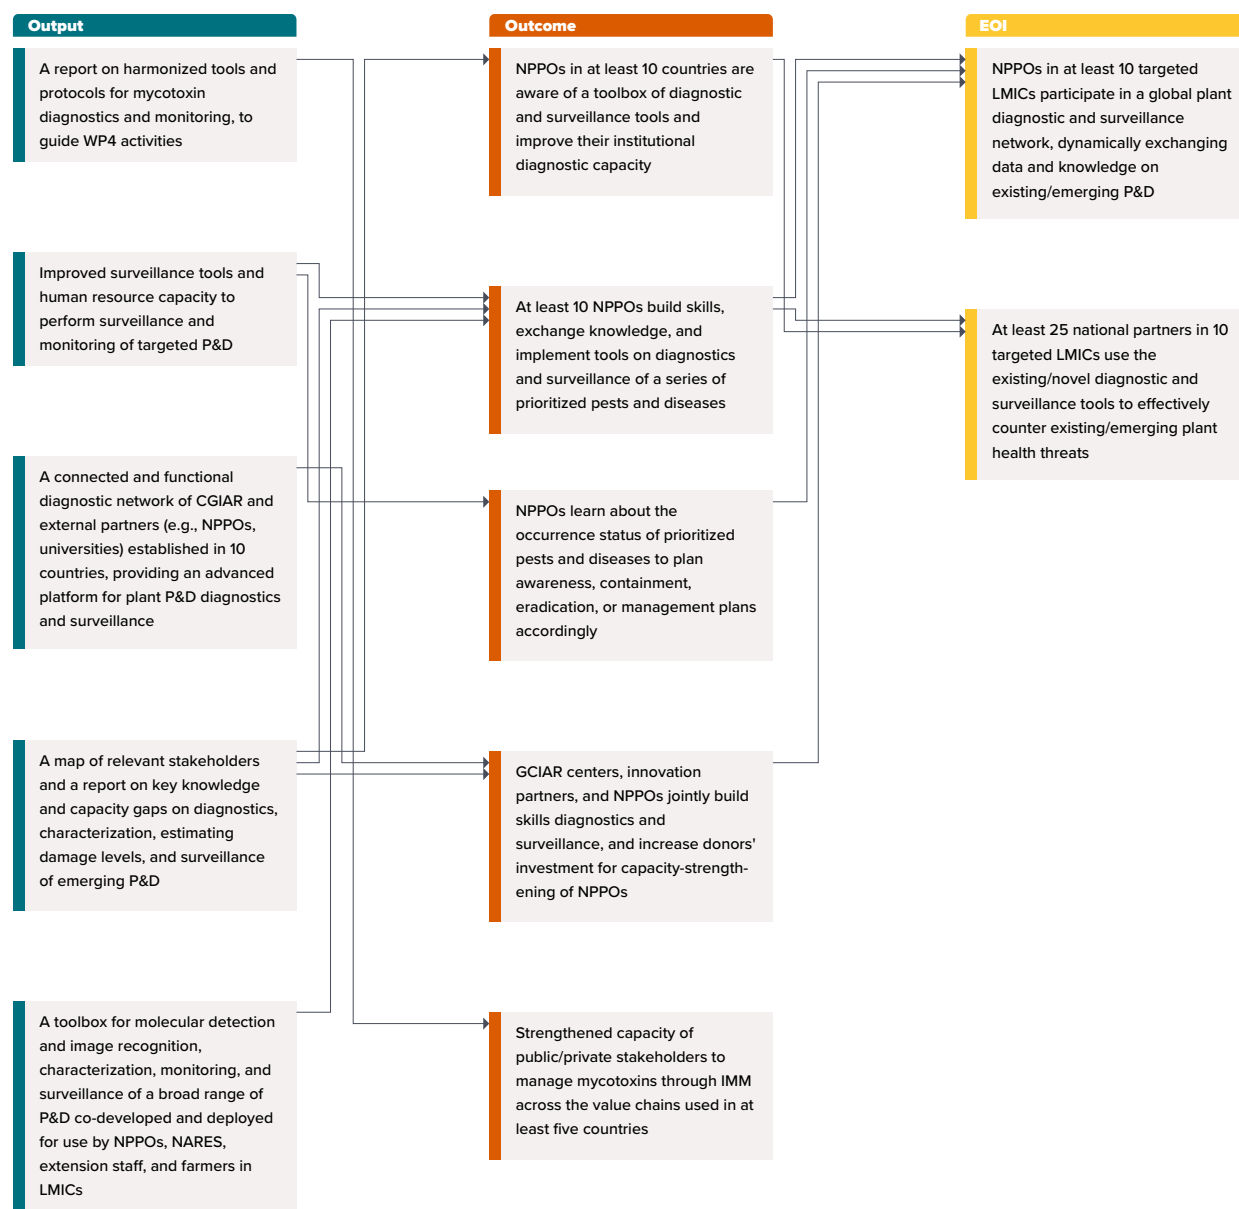 Output
A report on harmonized tools and
protocols for mycotoxin
diagnostics and monitoring, to
guide WP4 activities
Improved surveillance tools and
human resource capacity to
perform surveillance and
monitoring of targeted P&D
A connected and functional
diagnostic network of CGIAR and
external partners (e.g., NPPOs,
universities) established in 10
countries, providing an advanced
platform for plant P&D diagnostics
and surveillance
A map of relevant stakeholders
and a report on key knowledge
and capacity gaps on diagnostics,
characterization, estimating
damage levels, and surveillance
of emerging P&D
A toolbox for molecular detection
and image recognition,
characterization, monitoring, and
surveillance of a broad range of
P&D co-developed and deployed
for use by NPPOs, NARES,
extension staff, and farmers in
LMICs
Outcome
NPPOs in at least 10 countries are
aware of a toolbox of diagnostic
and surveillance tools and
improve their institutional
diagnostic capacity
At least 10 NPPOs build skills,
exchange knowledge, and
implement tools on diagnostics
and surveillance of a series of
prioritized pests and diseases
NPPOs learn about the
occurrence status of prioritized
pests and diseases to plan
awareness, containment,
eradication, or management plans
accordingly
GCIAR centers, innovation
partners, and NPPOs jointly build
skills diagnostics and
surveillance, and increase donors'
investment for capacity-strength-
ening of NPPOs
Strengthened capacity of
public/private stakeholders to
manage mycotoxins through IMM
across the value chains used in at
least five countries
EOI
NPPOs in at least 10 targeted
LMICs participate in a global plant
diagnostic and surveillance
network, dynamically exchanging
data and knowledge on
existing/emerging P&D
At least 25 national partners in 10
targeted LMICs use the
existing/novel diagnostic and
surveillance tools to effectively
counter existing/emerging plant
health threats